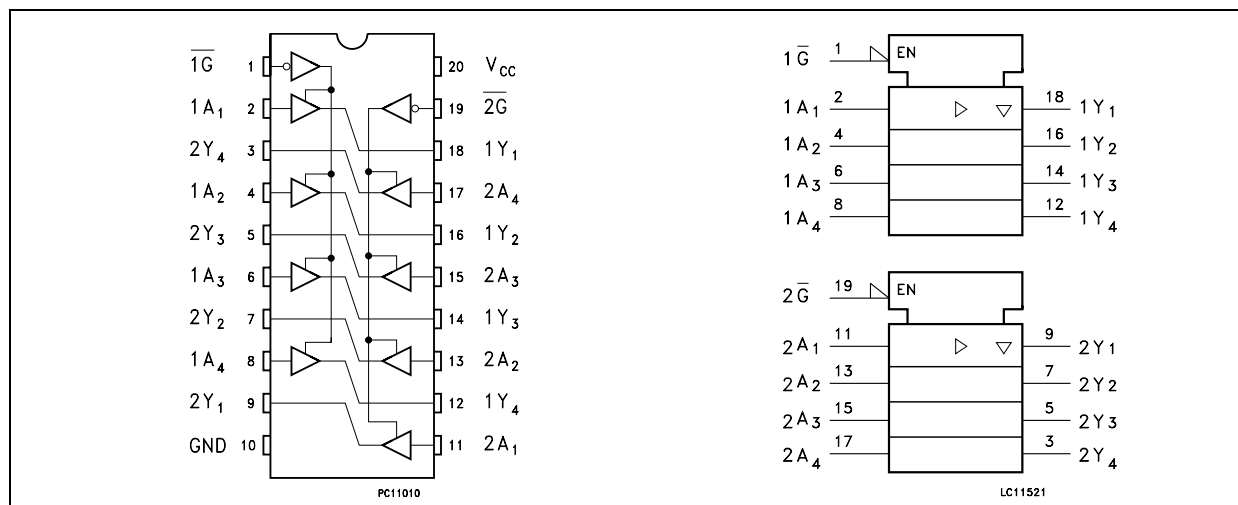 1G̅ 1 20 VCC
1A1 2 19 2G̅
2Y4 3 18 1Y1
1A2 4 17 2A4
2Y3 5 16 1Y2
1A3 6 15 2A3
2Y2 7 14 1Y3
1A4 8 13 2A2
2Y1 9 12 1Y4
GND 10 11 2A1
PC11010
1G̅ 1 EN
1A1 2 18 1Y1
1A2 4 16 1Y2
1A3 6 14 1Y3
1A4 8 12 1Y4
2G̅ 19 EN
2A1 11 9 2Y1
2A2 13 7 2Y2
2A3 15 5 2Y3
2A4 17 3 2Y4
LC11521